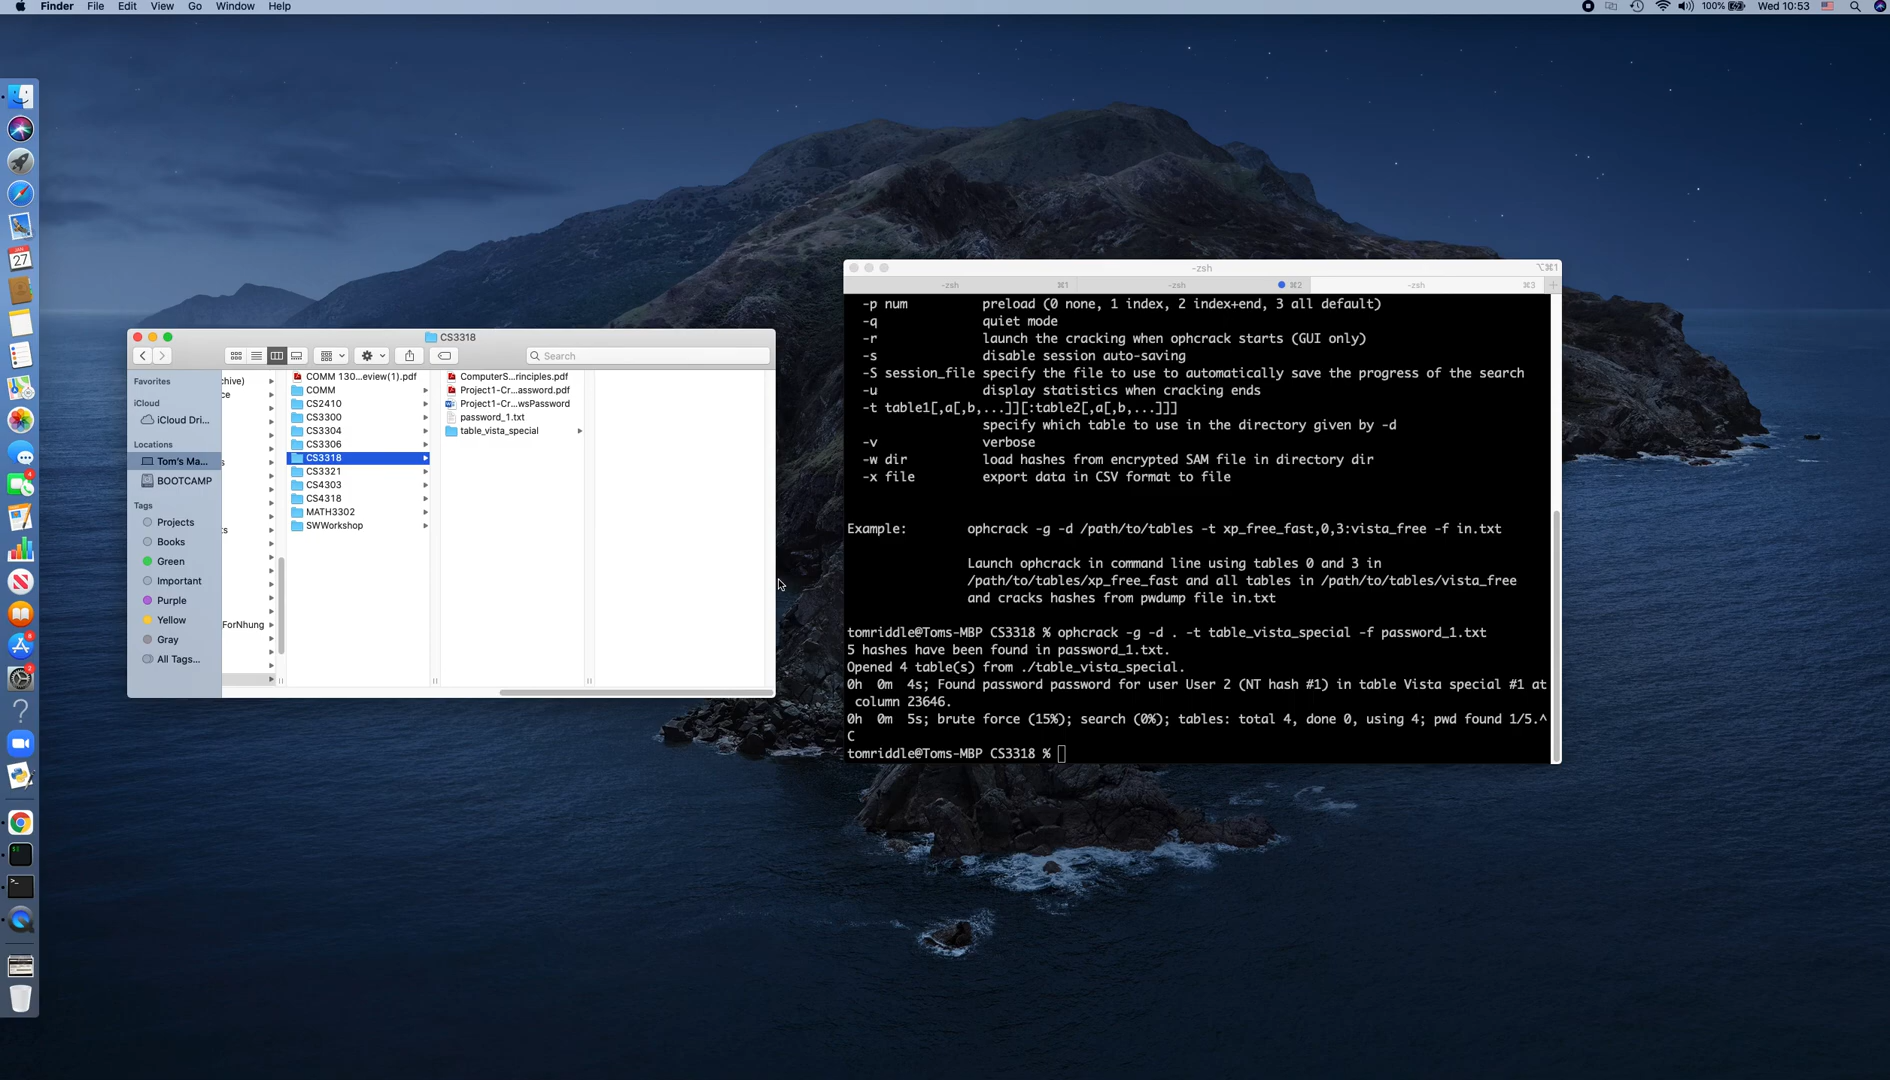 Finder File Edit View Go Window Help
100% Wed 10:53
CS3318
Search
Favorites
iCloud
iCloud Dri...
Locations
Tom's Ma...
BOOTCAMP
Tags
Projects
Books
Green
Important
Purple
Yellow
Gray
All Tags...
hive)
ce
s
ts
s
ForNhung
COMM 130...eview(1).pdf
COMM
CS2410
CS3300
CS3304
CS3306
CS3318
CS3321
CS4303
CS4318
MATH3302
SWWorkshop
ComputerS...rinciples.pdf
Project1-Cr...assword.pdf
Project1-Cr...wsPassword
password_1.txt
table_vista_special
-zsh ⌥⌘1
-zsh ⌘1 -zsh ⌘2 -zsh ⌘3
-p num preload (0 none, 1 index, 2 index+end, 3 all default)
-q quiet mode
-r launch the cracking when ophcrack starts (GUI only)
-s disable session auto-saving
-S session_file specify the file to use to automatically save the progress of the search
-u display statistics when cracking ends
-t table1[,a[,b,...]][:table2[,a[,b,...]]]
specify which table to use in the directory given by -d
-v verbose
-w dir load hashes from encrypted SAM file in directory dir
-x file export data in CSV format to file
Example: ophcrack -g -d /path/to/tables -t xp_free_fast,0,3:vista_free -f in.txt
Launch ophcrack in command line using tables 0 and 3 in
/path/to/tables/xp_free_fast and all tables in /path/to/tables/vista_free
and cracks hashes from pwdump file in.txt
tomriddle@Toms-MBP CS3318 % ophcrack -g -d . -t table_vista_special -f password_1.txt
5 hashes have been found in password_1.txt.
Opened 4 table(s) from ./table_vista_special.
0h 0m 4s; Found password password for user User 2 (NT hash #1) in table Vista special #1 at
column 23646.
0h 0m 5s; brute force (15%); search (0%); tables: total 4, done 0, using 4; pwd found 1/5.^
C
tomriddle@Toms-MBP CS3318 %
JAN
27
4
8
2